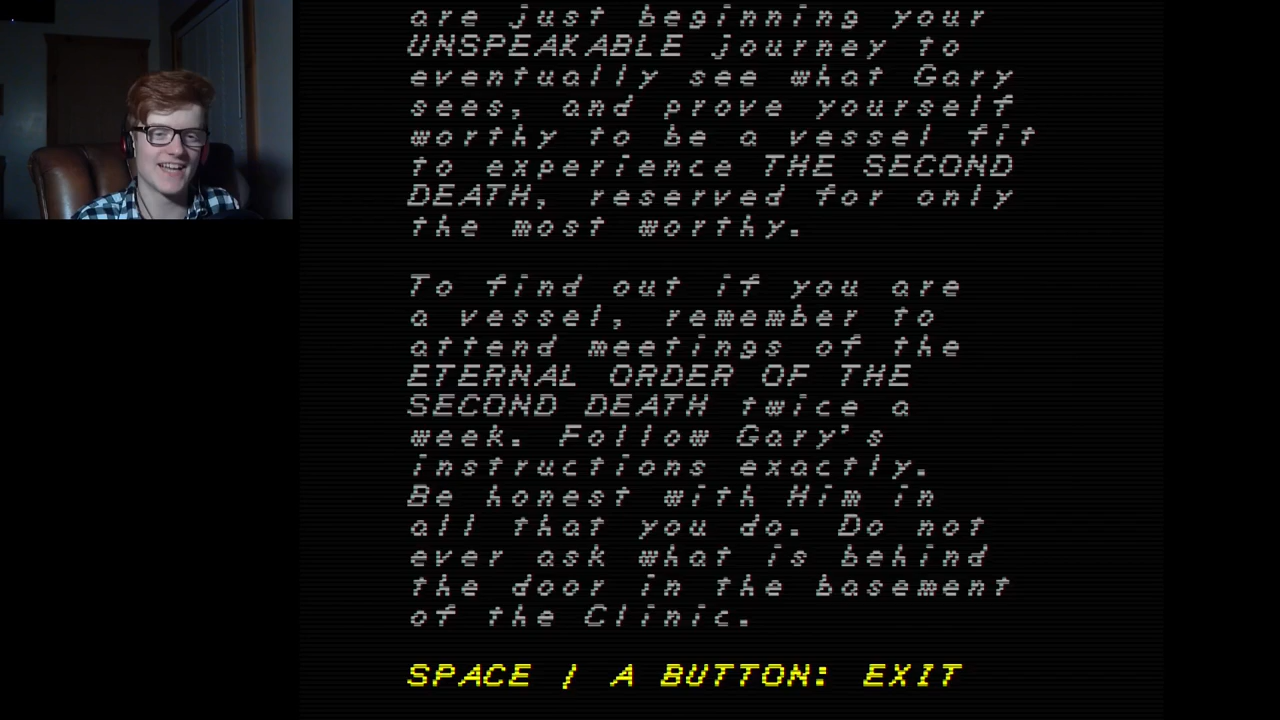 are just beginning your
UNSPEAKABLE journey to
eventually see what Gary
sees, and prove yourself
worthy to be a vessel fit
to experience THE SECOND
DEATH, reserved for only
the most worthy.
To find out if you are
a vessel, remember to
attend meetings of the
ETERNAL ORDER OF THE
SECOND DEATH twice a
week. Follow Gary's
instructions exactly.
Be honest with Him in
all that you do. Do not
ever ask what is behind
the door in the basement
of the Clinic.
SPACE / A BUTTON: EXIT